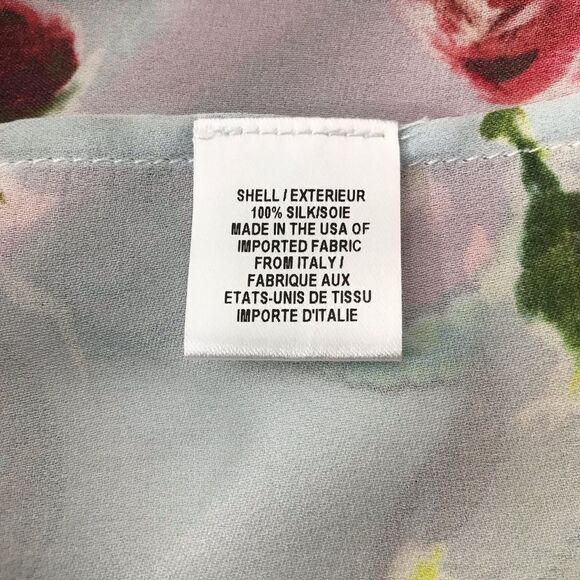 SHELL / EXTERIEUR
100% SILK/SOIE
MADE IN THE USA OF
IMPORTED FABRIC
FROM ITALY /
FABRIQUE AUX
ETATS-UNIS DE TISSU
IMPORTE D'ITALIE